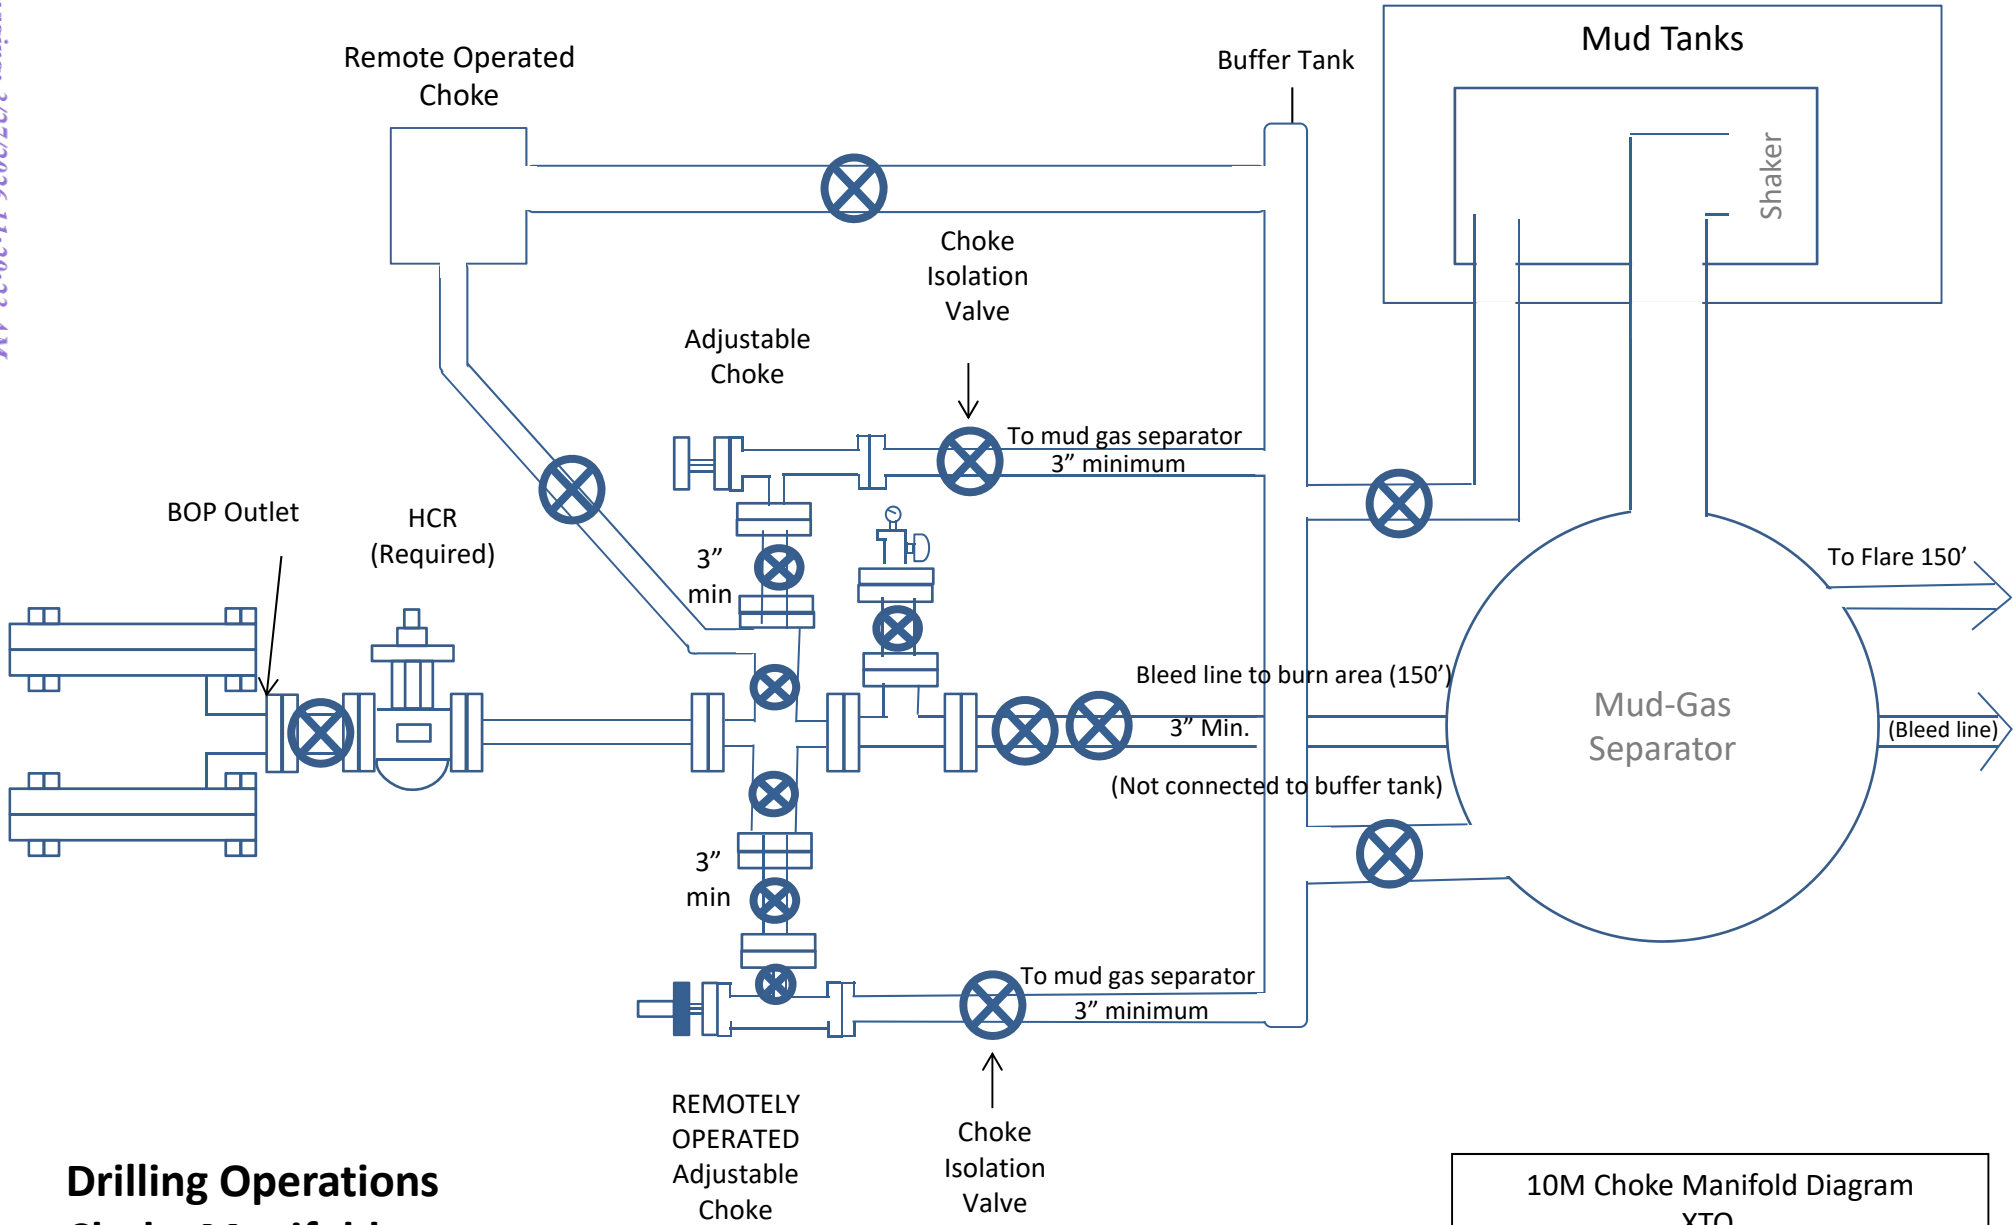 Mud Tanks
Remote Operated
Choke
Buffer Tank
Shaker
Choke
Isolation
Valve
Adjustable
Choke
To mud gas separator
3” minimum
BOP Outlet
HCR
(Required)
3”
min
To Flare 150’
Bleed line to burn area (150’)
3” Min.
(Not connected to buffer tank)
Mud-Gas
Separator
(Bleed line)
3”
min
To mud gas separator
3” minimum
REMOTELY
OPERATED
Adjustable
Choke
Choke
Isolation
Valve
Drilling Operations
Choke Manifold
10M Choke Manifold Diagram
XTO